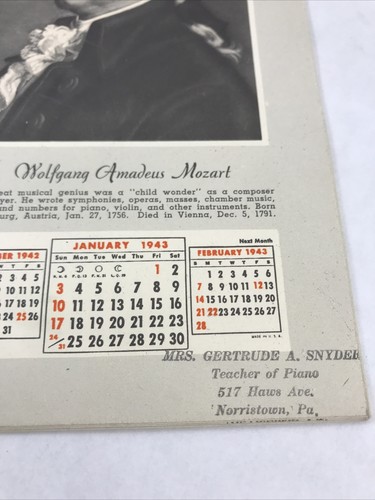 Wolfgang Amadeus Mozart
eat musical genius was a "child wonder" as a composer
yer. He wrote symphonies, operas, masses, chamber music,
and numbers for piano, violin, and other instruments. Born
urg, Austria, Jan. 27, 1756. Died in Vienna, Dec. 5, 1791.
Next Month
BER 1942
JANUARY 1943
FEBRUARY 1943
W T F S
Sun Mon Tue Wed Thu Fri Sat
S M T W T F S
1 2
1 2 3 4 5 6
3 4 5 6 7 8 9
7 8 9 10 11 12 13
10 11 12 13 14 15 16
14 15 16 17 18 19 20
17 18 19 20 21 22 23
21 22 23 24 25 26 27
24/31 25 26 27 28 29 30
28
MADE IN U.S.A.
MRS. GERTRUDE A. SNYDER
Teacher of Piano
517 Haws Ave.
Norristown, Pa.